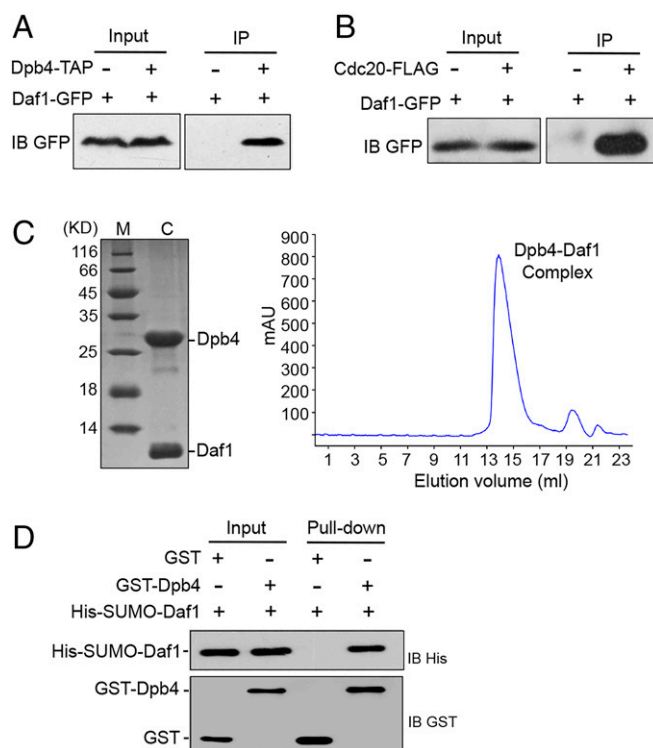 A
Input IP
Dpb4-TAP - + - +
Daf1-GFP + + + +
IB GFP
B
Input IP
Cdc20-FLAG - + - +
Daf1-GFP + + + +
IB GFP
C
(KD) M C
116
66
45
35
25
18
14
Dpb4
Daf1
900
800
700
600
500
400
300
200
100
mAU
Dpb4-Daf1
Complex
1 3 5 7 9 11 13 15 17 19 21 23
Elution volume (ml)
D
Input Pull-down
GST + - + -
GST-Dpb4 - + - +
His-SUMO-Daf1 + + + +
His-SUMO-Daf1 IB His
GST-Dpb4
IB GST
GST